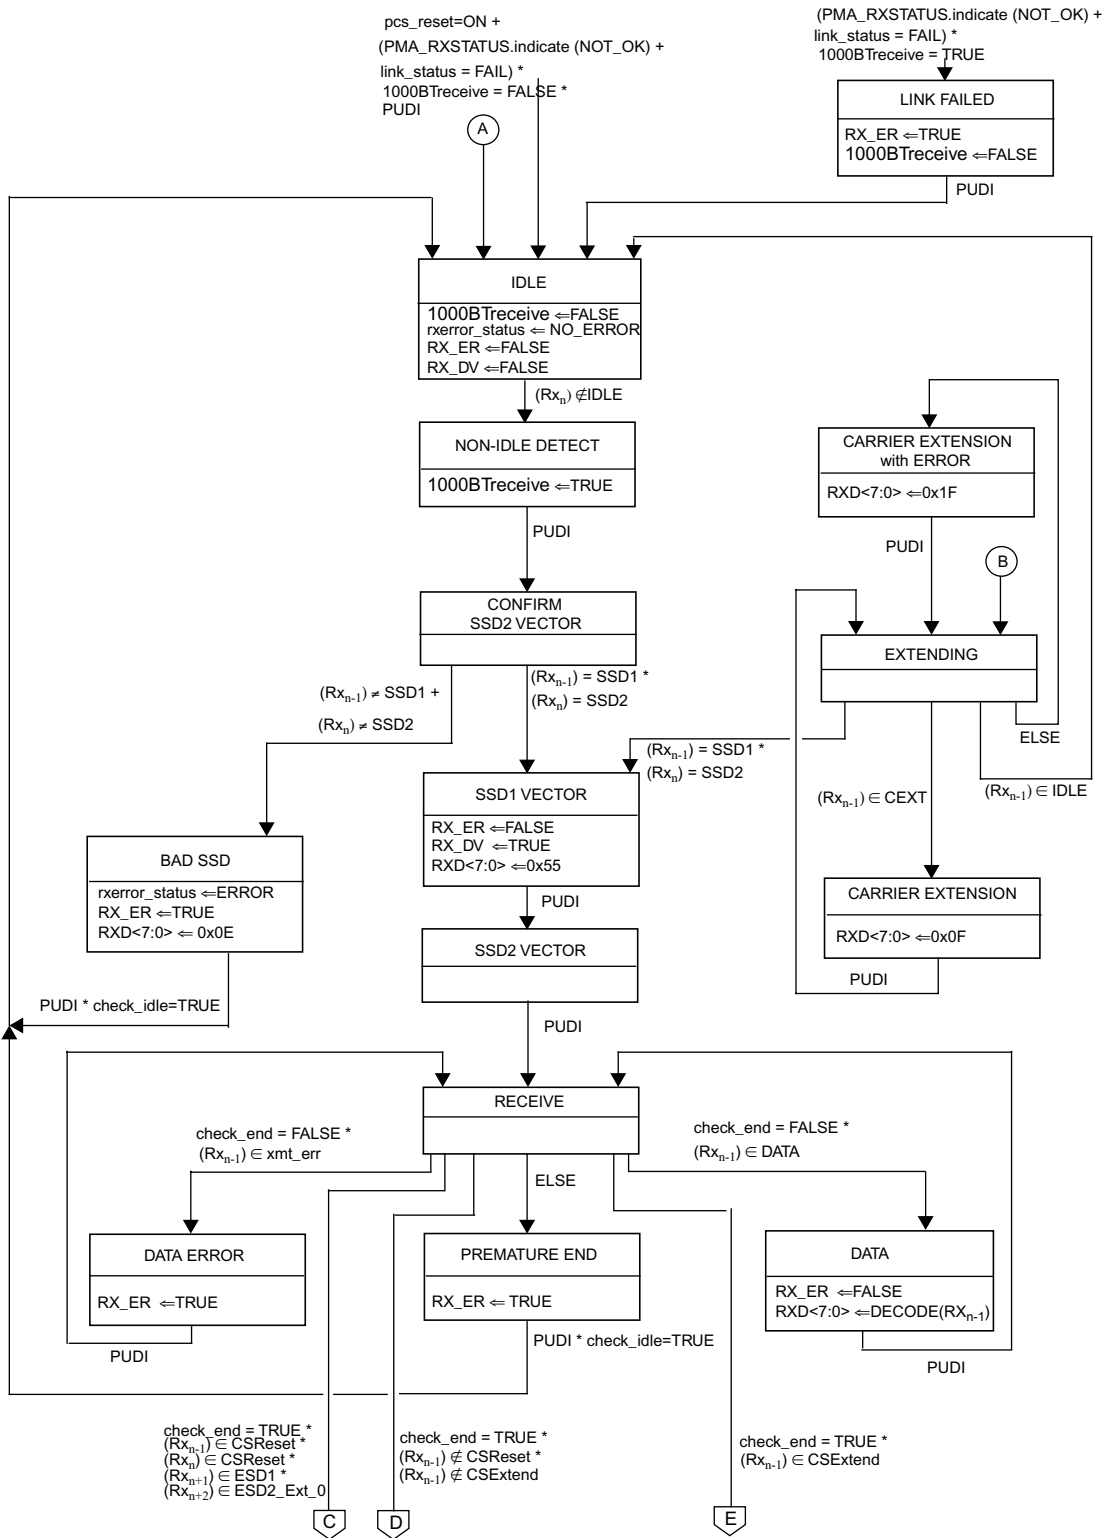 pcs_reset=ON +
(PMA_RXSTATUS.indicate (NOT_OK) +
link_status = FAIL) *
1000BTreceive = FALSE *
PUDI
A
(PMA_RXSTATUS.indicate (NOT_OK) +
link_status = FAIL) *
1000BTreceive = TRUE
LINK FAILED
RX_ER ⇐TRUE
1000BTreceive ⇐FALSE
PUDI
IDLE
1000BTreceive ⇐FALSE
rxerror_status ⇐ NO_ERROR
RX_ER ⇐FALSE
RX_DV ⇐FALSE
(Rxn) ∉IDLE
NON-IDLE DETECT
1000BTreceive ⇐TRUE
PUDI
CARRIER EXTENSION
with ERROR
RXD<7:0> ⇐0x1F
PUDI
B
CONFIRM
SSD2 VECTOR
EXTENDING
(Rxn-1) ≠ SSD1 +
(Rxn) ≠ SSD2
(Rxn-1) = SSD1 *
(Rxn) = SSD2
(Rxn-1) = SSD1 *
(Rxn) = SSD2
ELSE
(Rxn-1) ∈ CEXT
(Rxn-1) ∈ IDLE
SSD1 VECTOR
RX_ER ⇐FALSE
RX_DV ⇐TRUE
RXD<7:0> ⇐0x55
PUDI
BAD SSD
rxerror_status ⇐ERROR
RX_ER ⇐TRUE
RXD<7:0> ⇐ 0x0E
PUDI * check_idle=TRUE
CARRIER EXTENSION
RXD<7:0> ⇐0x0F
PUDI
SSD2 VECTOR
PUDI
RECEIVE
check_end = FALSE *
(Rxn-1) ∈ xmt_err
check_end = FALSE *
(Rxn-1) ∈ DATA
ELSE
DATA ERROR
RX_ER ⇐TRUE
PUDI
PREMATURE END
RX_ER ⇐ TRUE
PUDI * check_idle=TRUE
DATA
RX_ER ⇐FALSE
RXD<7:0> ⇐DECODE(RXn-1)
PUDI
check_end = TRUE *
(Rxn-1) ∈ CSReset *
(Rxn) ∈ CSReset *
(Rxn+1) ∈ ESD1 *
(Rxn+2) ∈ ESD2_Ext_0
C
check_end = TRUE *
(Rxn-1) ∉ CSReset *
(Rxn-1) ∉ CSExtend
D
check_end = TRUE *
(Rxn-1) ∈ CSExtend
E